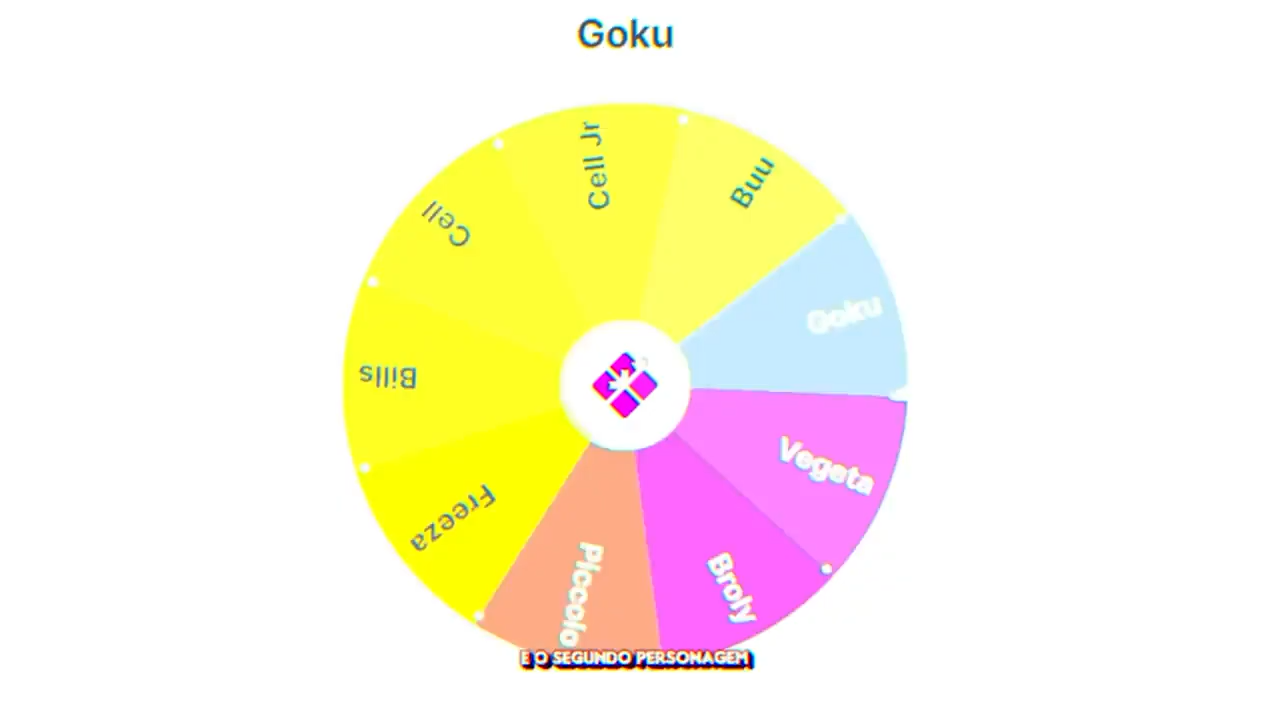 Goku
Cell Jr
Buu
Cell
Goku
Bills
Vegeta
Freeza
Piccolo
Broly
E O SEGUNDO PERSONAGEM